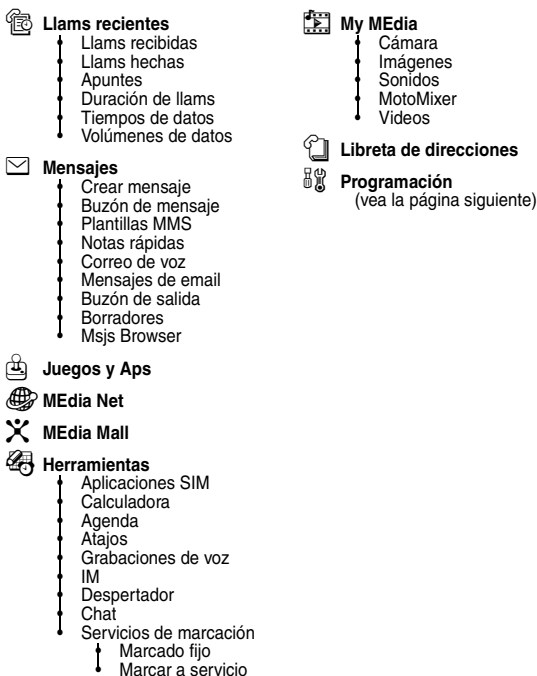 Llams recientes
Llams recibidas
Llams hechas
Apuntes
Duración de llams
Tiempos de datos
Volúmenes de datos
Mensajes
Crear mensaje
Buzón de mensaje
Plantillas MMS
Notas rápidas
Correo de voz
Mensajes de email
Buzón de salida
Borradores
Msjs Browser
Juegos y Aps
MEdia Net
MEdia Mall
Herramientas
Aplicaciones SIM
Calculadora
Agenda
Atajos
Grabaciones de voz
IM
Despertador
Chat
Servicios de marcación
Marcado fijo
Marcar a servicio
My MEdia
Cámara
Imágenes
Sonidos
MotoMixer
Videos
Libreta de direcciones
Programación
(vea la página siguiente)